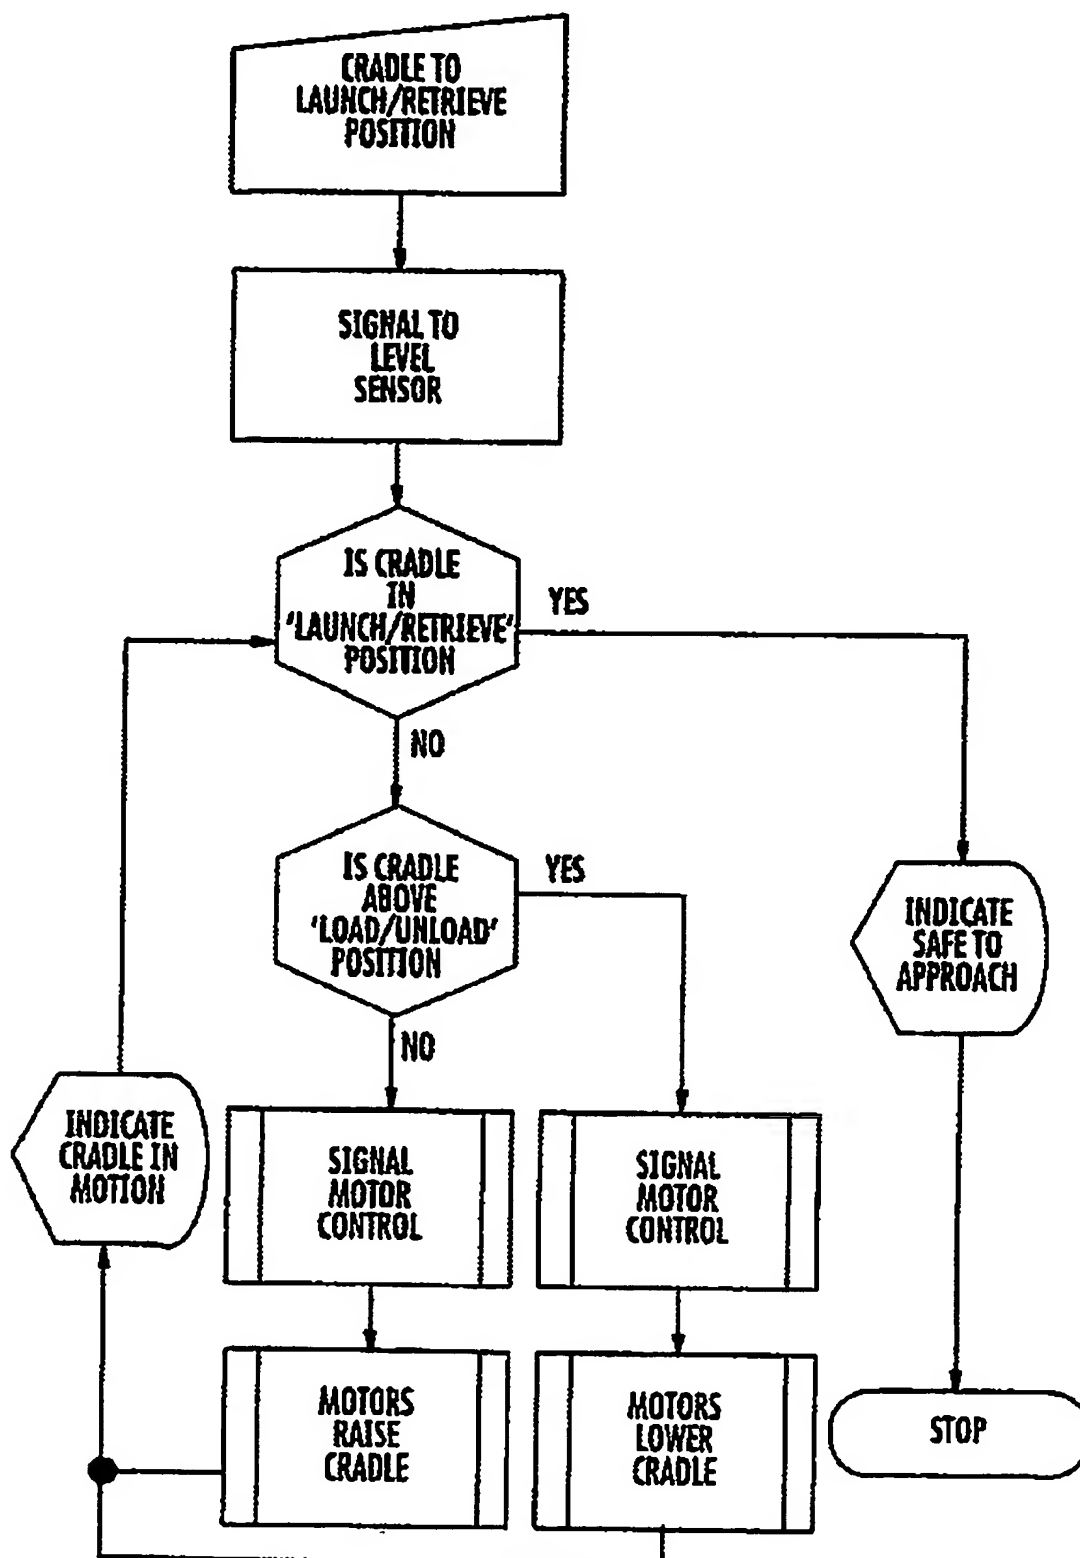 CRADLE TO
LAUNCH/RETRIEVE
POSITION
SIGNAL TO
LEVEL
SENSOR
IS CRADLE
IN
'LAUNCH/RETRIEVE'
POSITION
YES
NO
IS CRADLE
ABOVE
'LOAD/UNLOAD'
POSITION
YES
INDICATE
SAFE TO
APPROACH
NO
INDICATE
CRADLE IN
MOTION
SIGNAL
MOTOR
CONTROL
SIGNAL
MOTOR
CONTROL
MOTORS
RAISE
CRADLE
MOTORS
LOWER
CRADLE
STOP